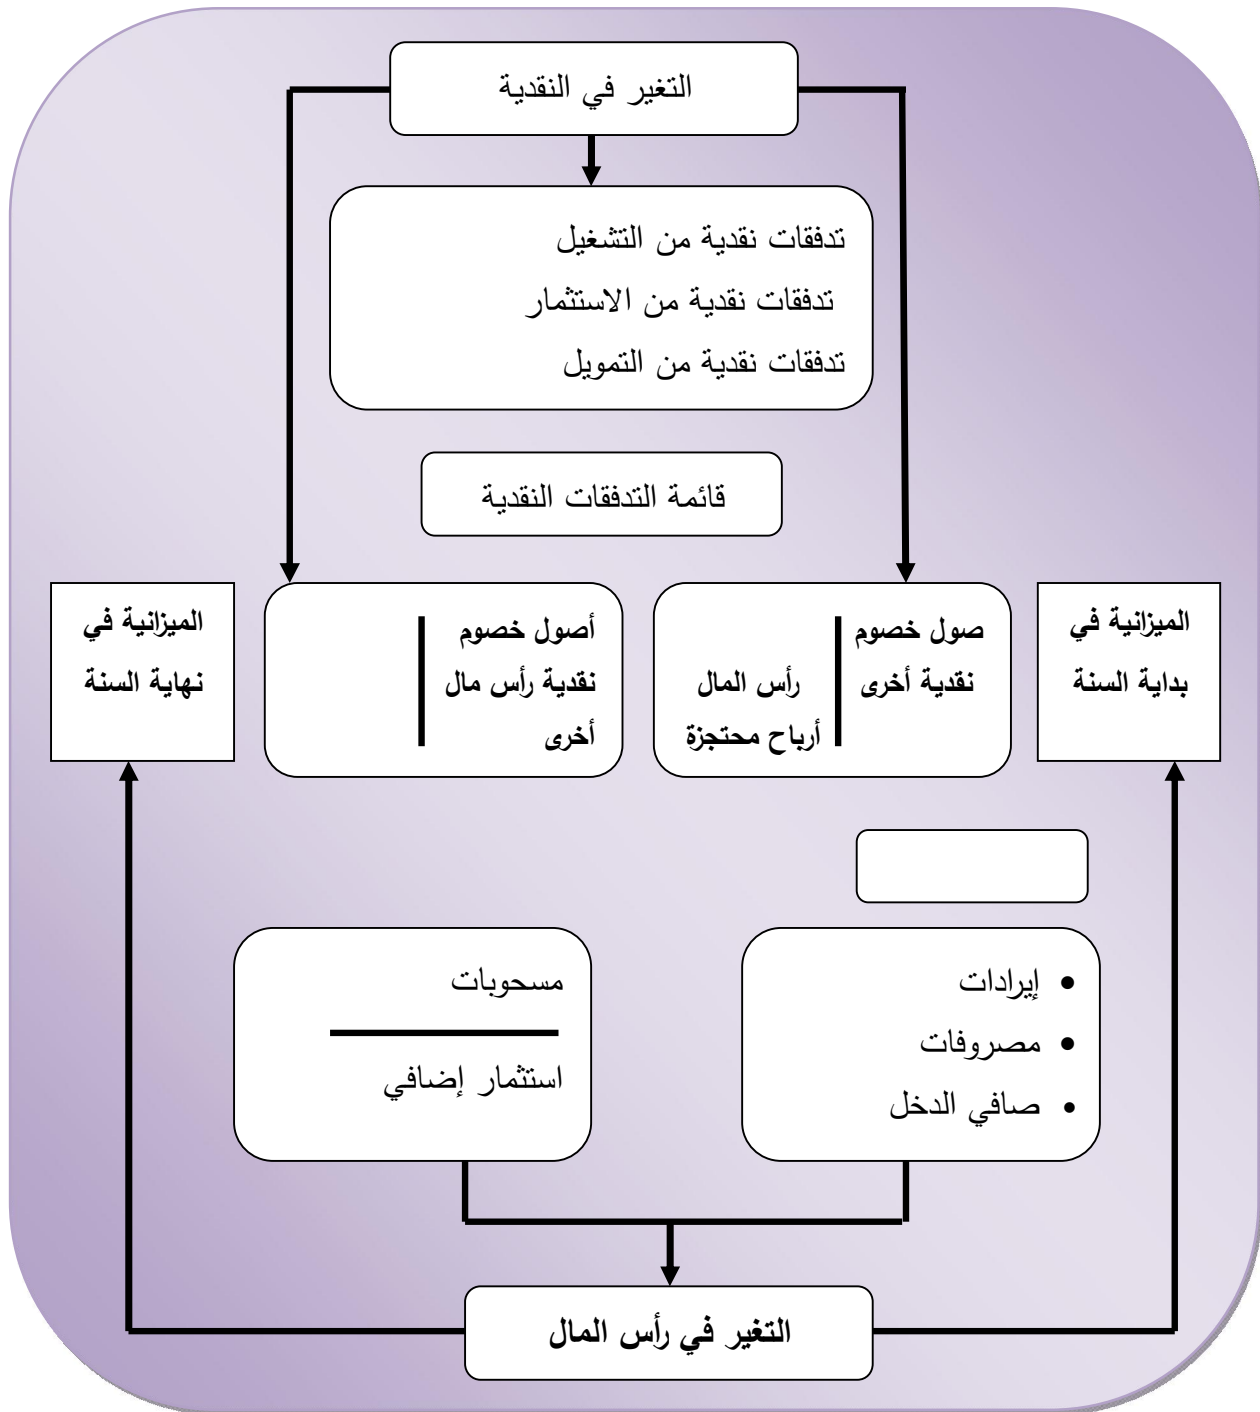 التغير في النقدية
تدفقات نقدية من التشغيل
تدفقات نقدية من الاستثمار
تدفقات نقدية من التمويل
قائمة التدفقات النقدية
الميزانية في
بداية السنة
صول خصوم
نقدية أخرى رأس المال
أرباح محتجزة
أصول خصوم
نقدية رأس مال
أخرى
الميزانية في
نهاية السنة
• إيرادات
• مصروفات
• صافي الدخل
مسحوبات
استثمار إضافي
التغير في رأس المال